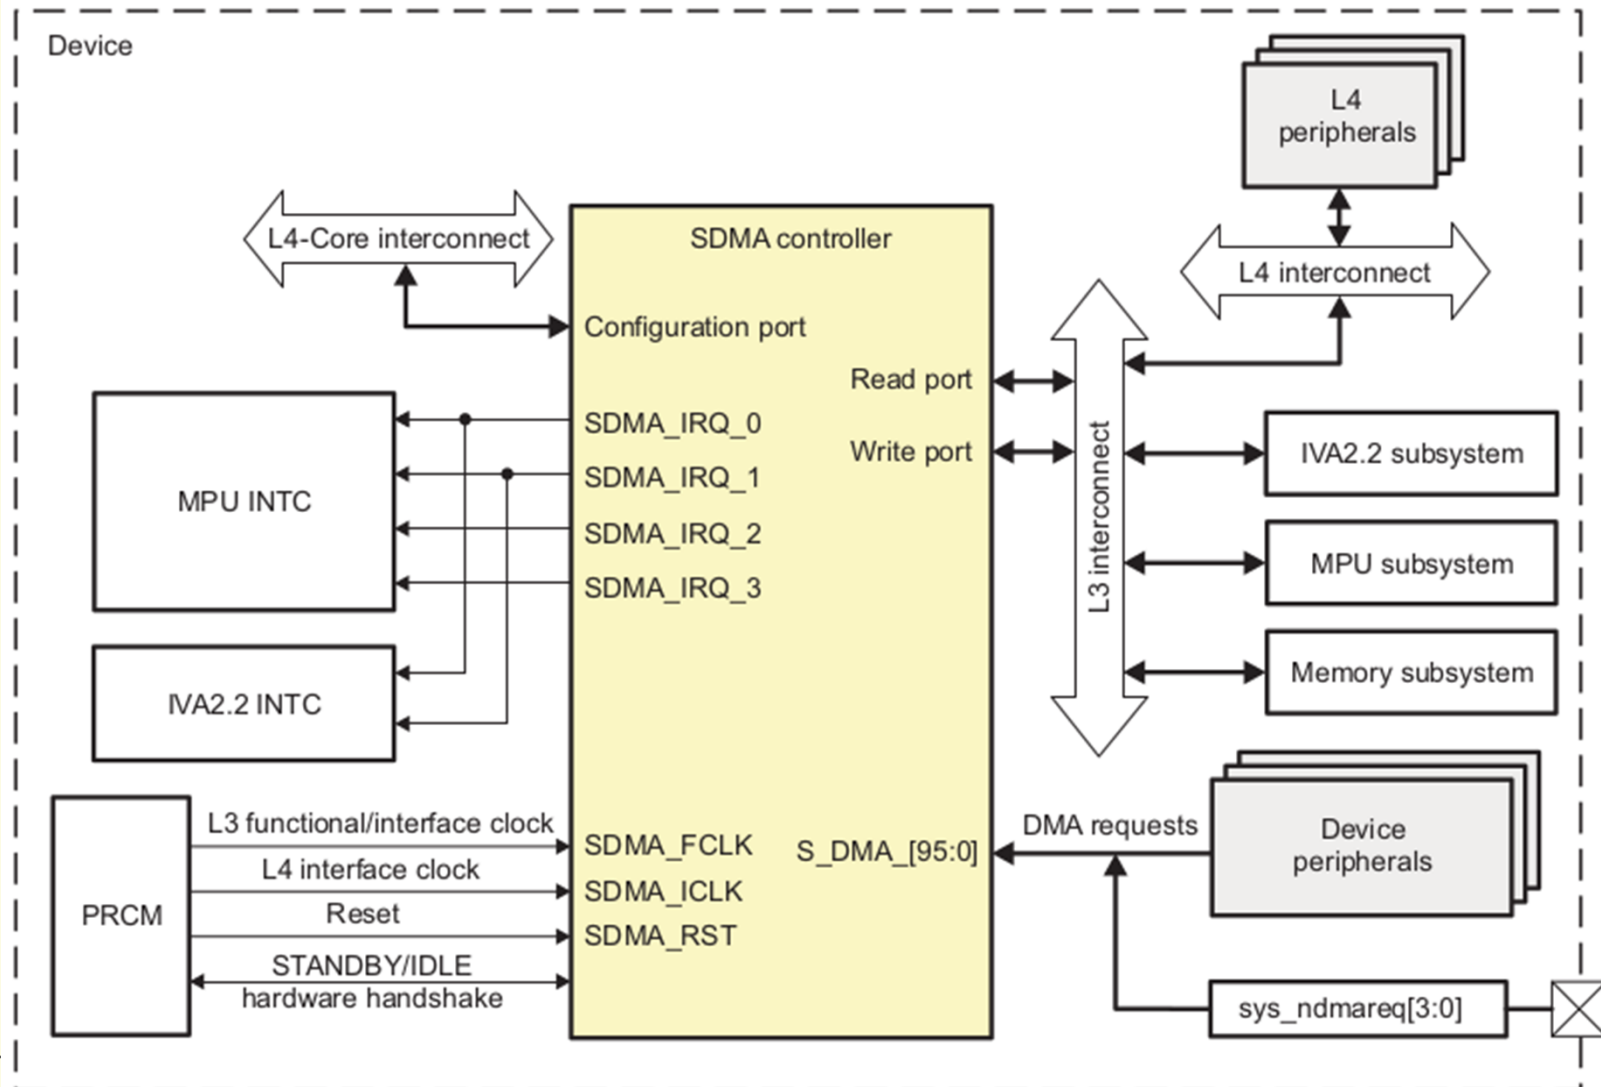 Device
L4
peripherals
L4-Core interconnect
SDMA controller
L4 interconnect
Configuration port
Read port
Write port
SDMA_IRQ_0
SDMA_IRQ_1
SDMA_IRQ_2
SDMA_IRQ_3
MPU INTC
IVA2.2 INTC
L3 interconnect
IVA2.2 subsystem
MPU subsystem
Memory subsystem
PRCM
L3 functional/interface clock
L4 interface clock
Reset
STANDBY/IDLE
hardware handshake
SDMA_FCLK
SDMA_ICLK
SDMA_RST
S_DMA_[95:0]
DMA requests
Device
peripherals
sys_ndmareq[3:0]